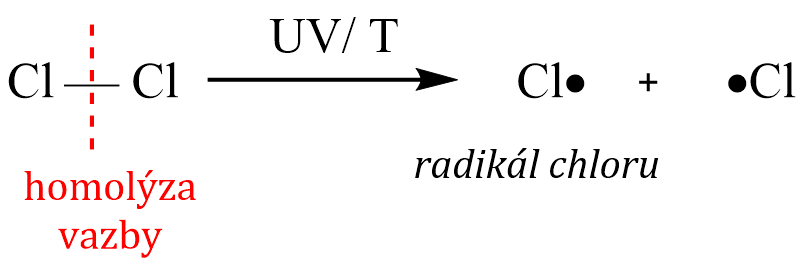 UV/ T
Cl — Cl Cl• + •Cl
radikál chloru
homolýza
vazby